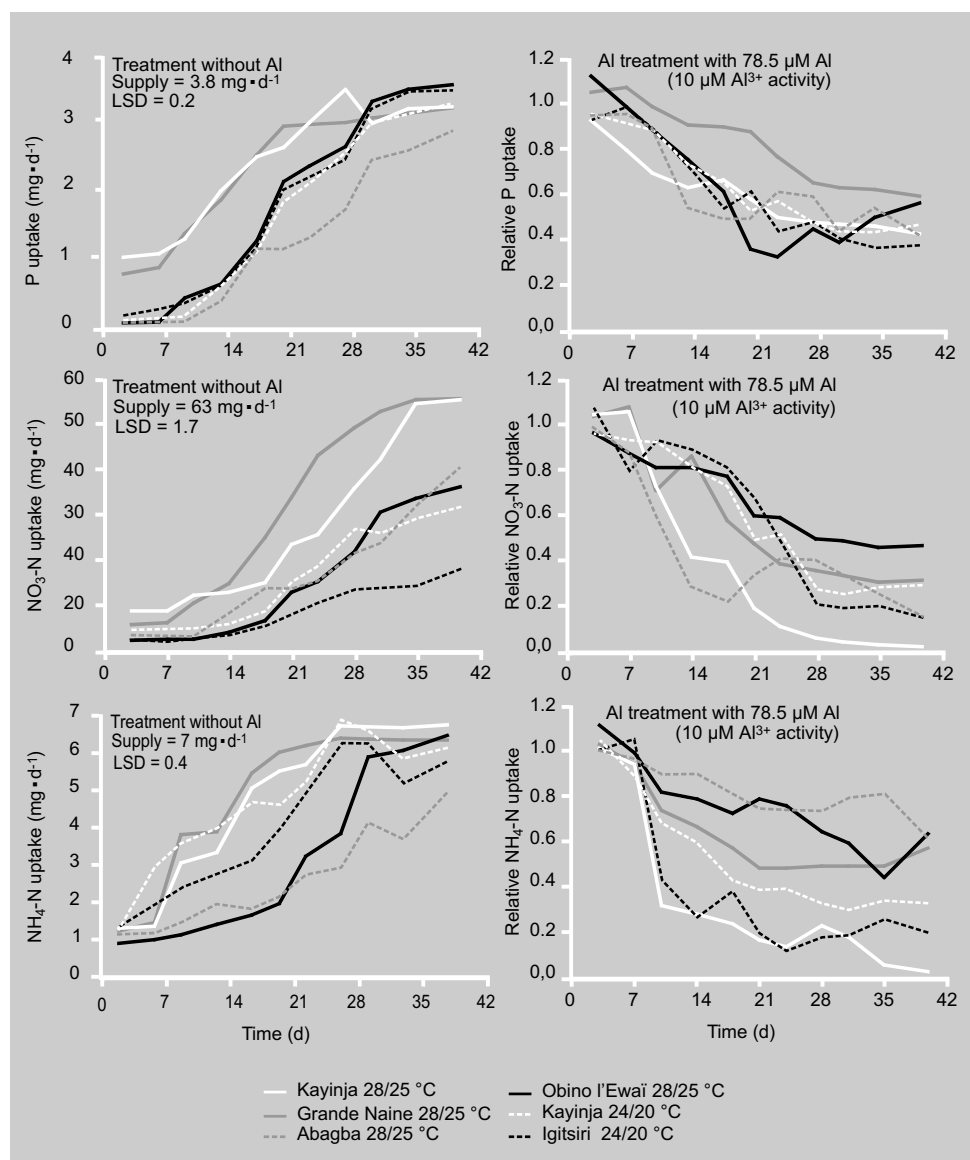 P uptake (mg▪d-1)
4
3
2
1
0
Treatment without Al
Supply = 3.8 mg▪d-1
LSD = 0.2
0 7 14 21 28 35 42
Relative P uptake
1.2
1.0
0.8
0.6
0.4
0.2
0,0
Al treatment with 78.5 µM Al
(10 µM Al3+ activity)
0 7 14 21 28 35 42
NO3-N uptake (mg▪d-1)
60
50
40
30
40
20
0
Treatment without Al
Supply = 63 mg▪d-1
LSD = 1.7
0 7 14 21 28 35 42
Relative NO3-N uptake
1.2
1.0
0.8
0.6
0.4
0.2
0,0
Al treatment with 78.5 µM Al
(10 µM Al3+ activity)
0 7 14 21 28 35 42
NH4-N uptake (mg▪d-1)
7
6
5
4
3
2
1
0
Treatment without Al
Supply = 7 mg▪d-1
LSD = 0.4
0 7 14 21 28 35 42
Time (d)
Relative NH4-N uptake
1.2
1.0
0.8
0.6
0.4
0.2
0,0
Al treatment with 78.5 µM Al
(10 µM Al3+ activity)
0 7 14 21 28 35 42
Time (d)
Kayinja 28/25 °C
Grande Naine 28/25 °C
Abagba 28/25 °C
Obino l'Ewaï 28/25 °C
Kayinja 24/20 °C
Igitsiri 24/20 °C